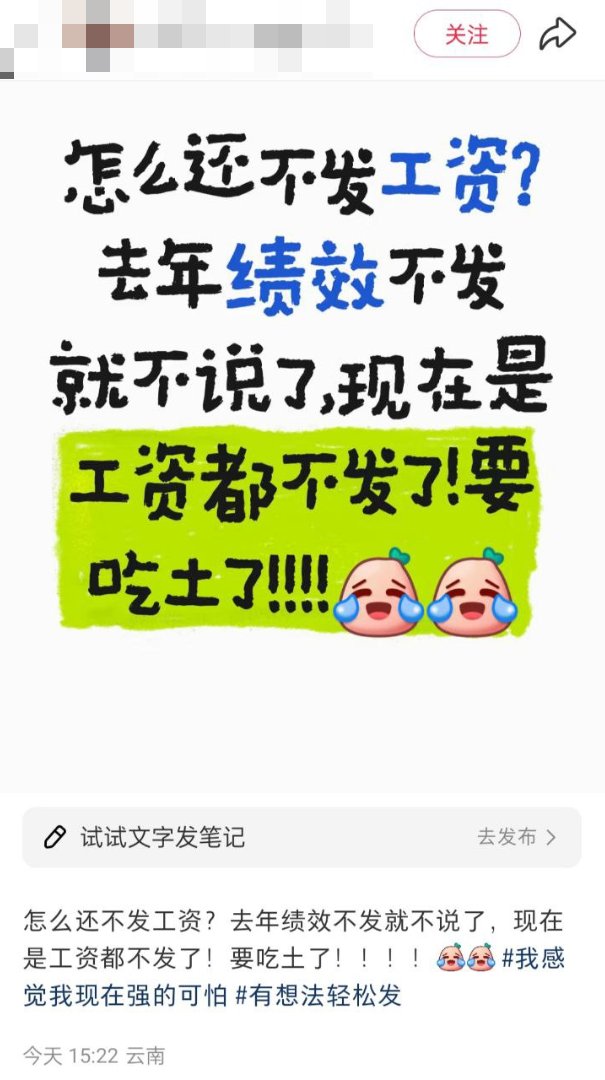 关注
怎么还不发工资?
去年绩效不发
就不说了,现在是
工资都不发了!要
吃土了!!!!
试试文字发笔记
去发布
怎么还不发工资？去年绩效不发就不说了，现在
是工资都不发了！要吃土了！！！！ #我感
觉我现在强的可怕 #有想法轻松发
今天 15:22 云南